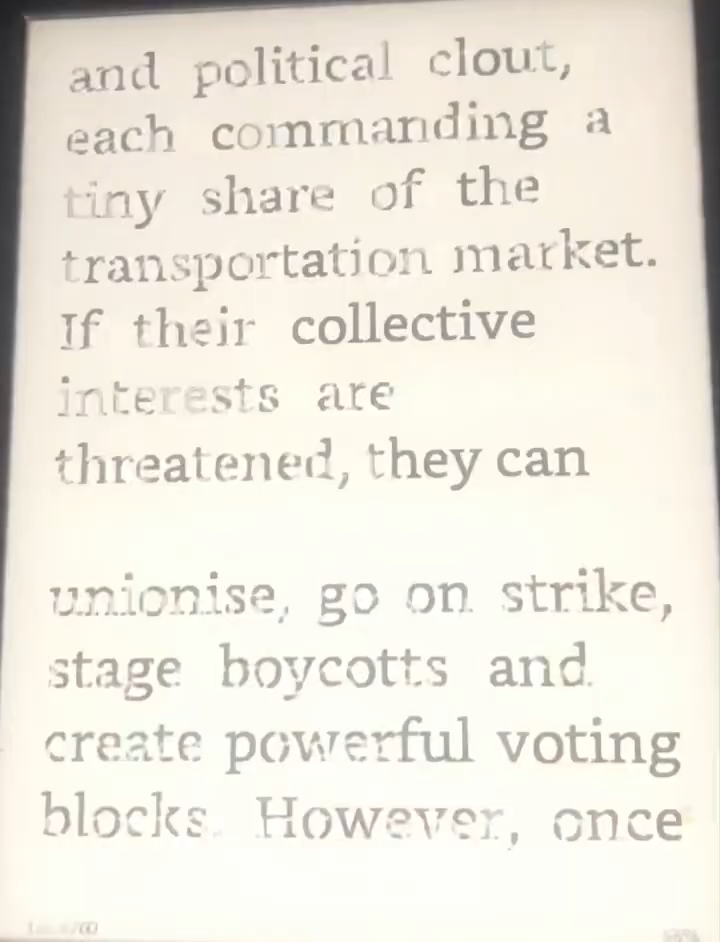 and political clout,
each commanding a
tiny share of the
transportation market.
If their collective
interests are
threatened, they can
unionise, go on strike,
stage boycotts and
create powerful voting
blocks. However, once